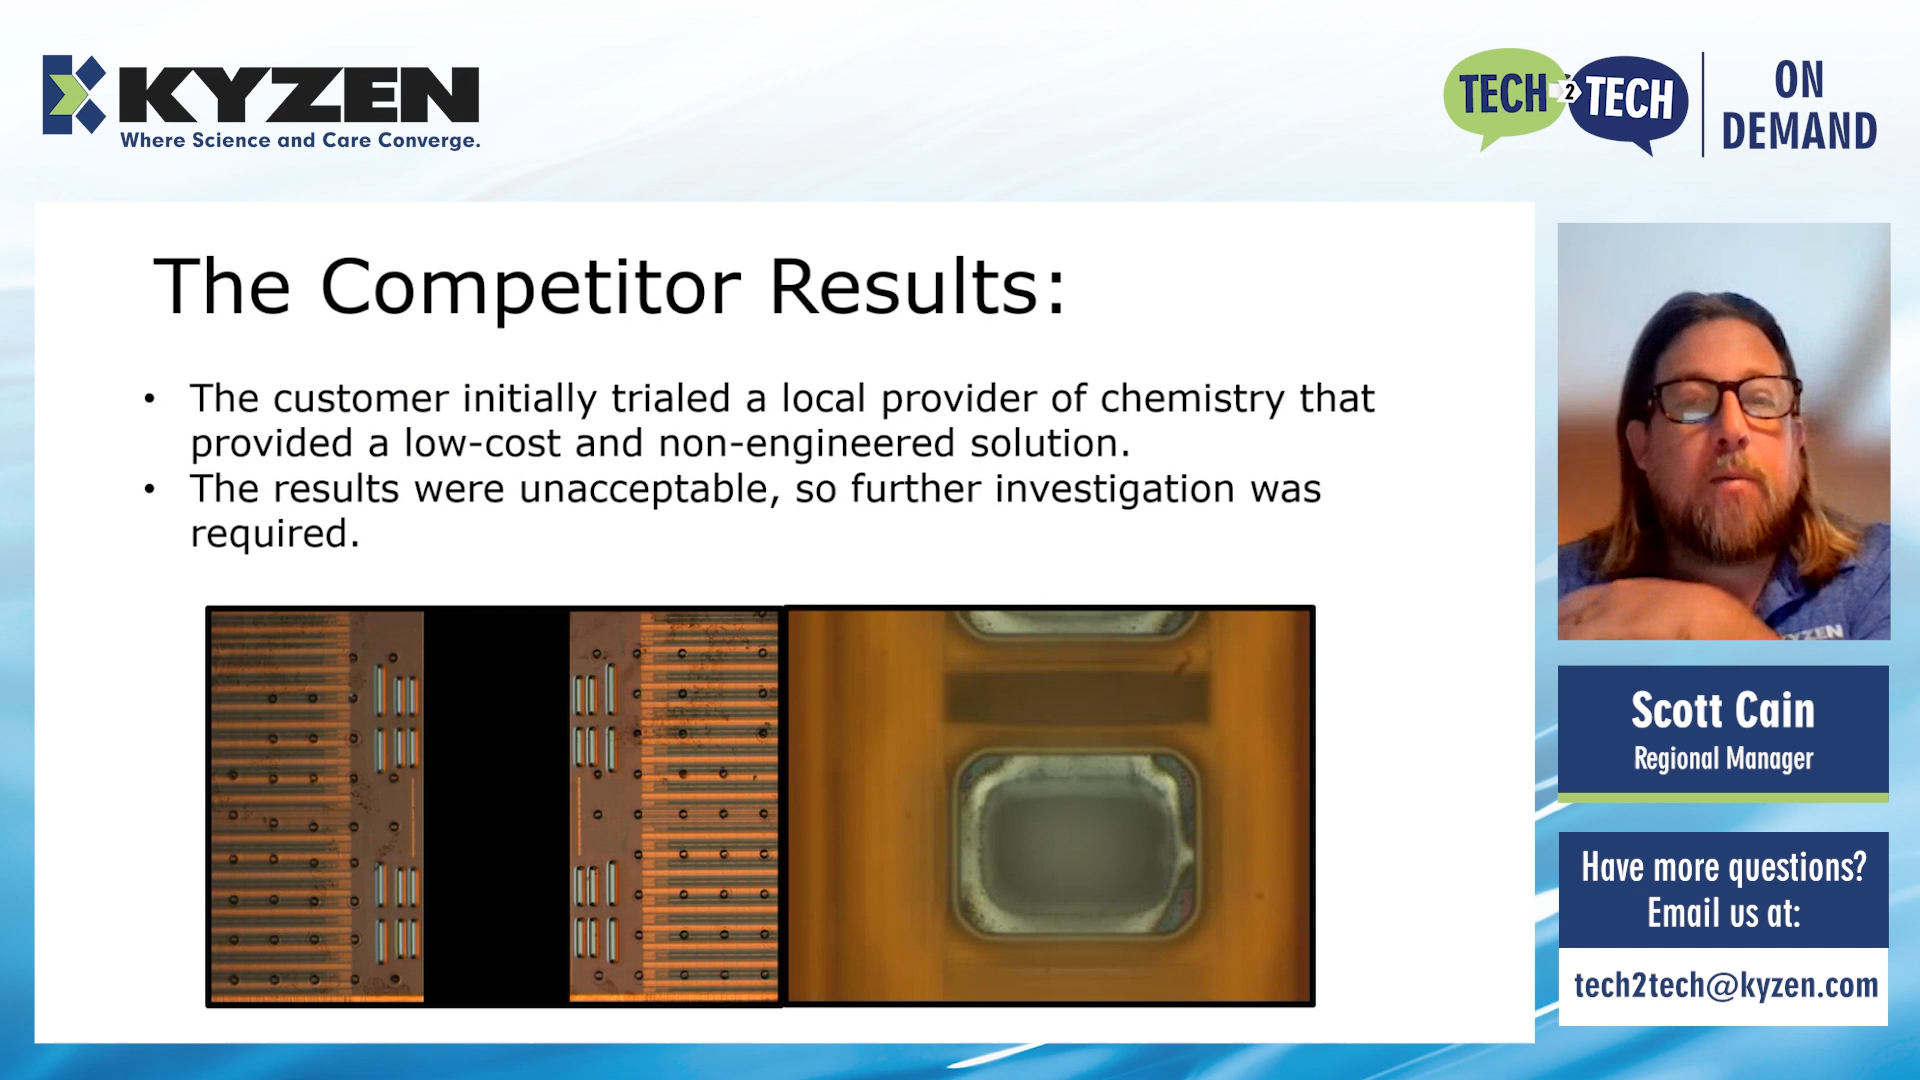 KYZEN
Where Science and Care Converge.
TECH 2 TECH
ON
DEMAND
The Competitor Results:
• The customer initially trialed a local provider of chemistry that
provided a low-cost and non-engineered solution.
• The results were unacceptable, so further investigation was
required.
KYZEN
Scott Cain
Regional Manager
Have more questions?
Email us at:
tech2tech@kyzen.com